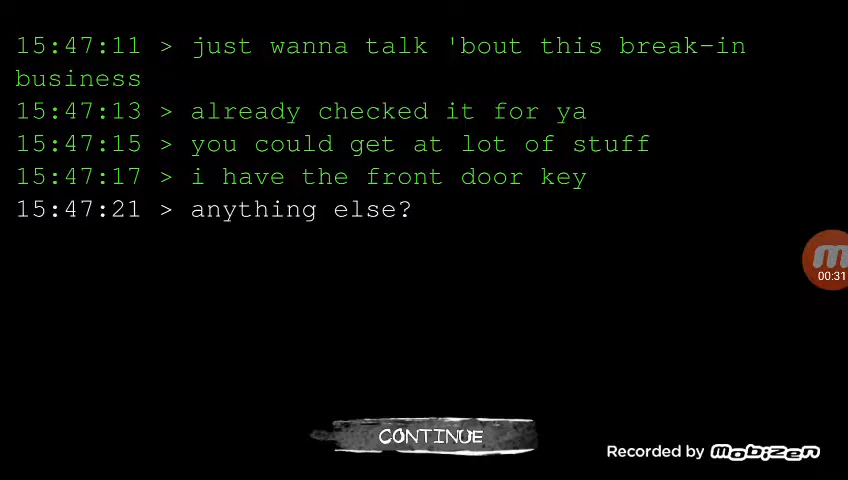 15:47:11 > just wanna talk 'bout this break-in
business
15:47:13 > already checked it for ya
15:47:15 > you could get at lot of stuff
15:47:17 > i have the front door key
15:47:21 > anything else?
00:31
CONTINUE
Recorded by Mobizen